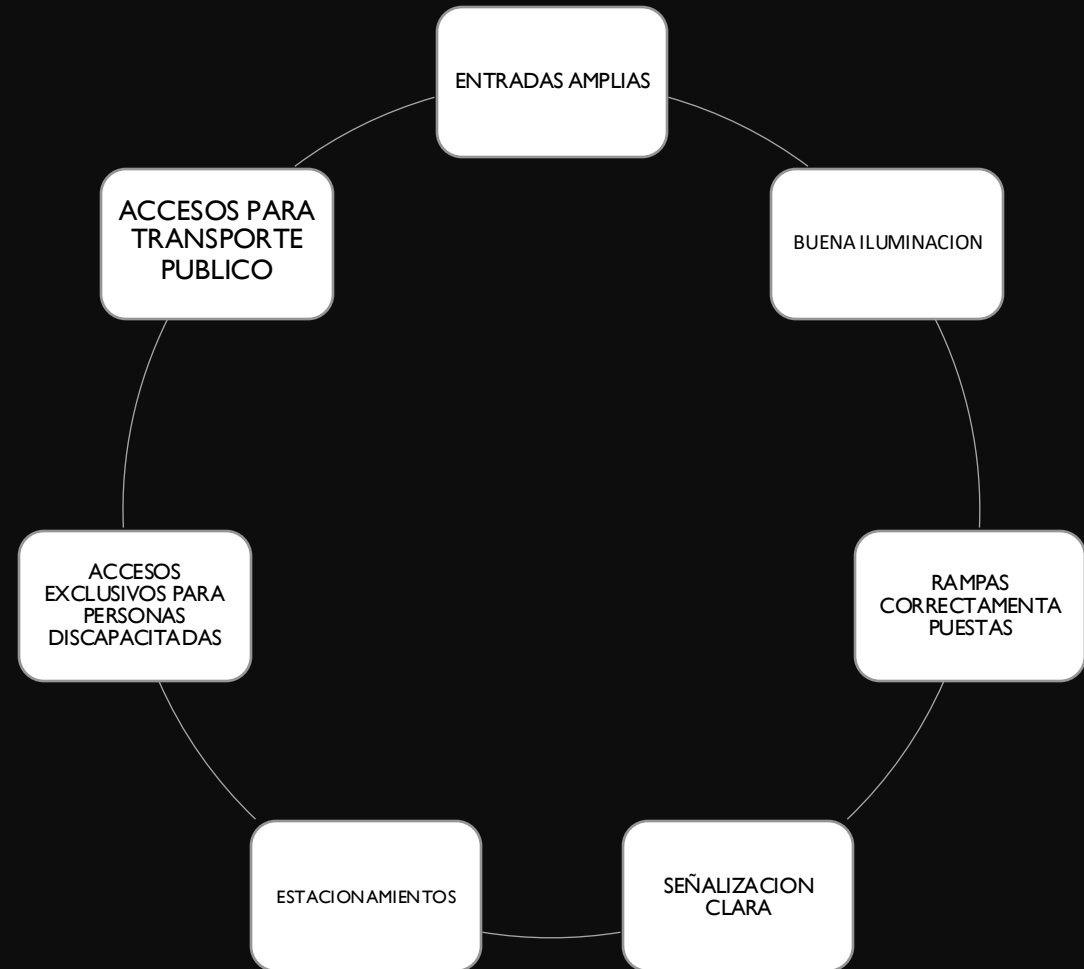 ENTRADAS AMPLIAS
BUENA ILUMINACION
RAMPAS
CORRECTAMENTA
PUESTAS
SEÑALIZACION
CLARA
ESTACIONAMIENTOS
ACCESOS
EXCLUSIVOS PARA
PERSONAS
DISCAPACITADAS
ACCESOS PARA
TRANSPORTE
PUBLICO